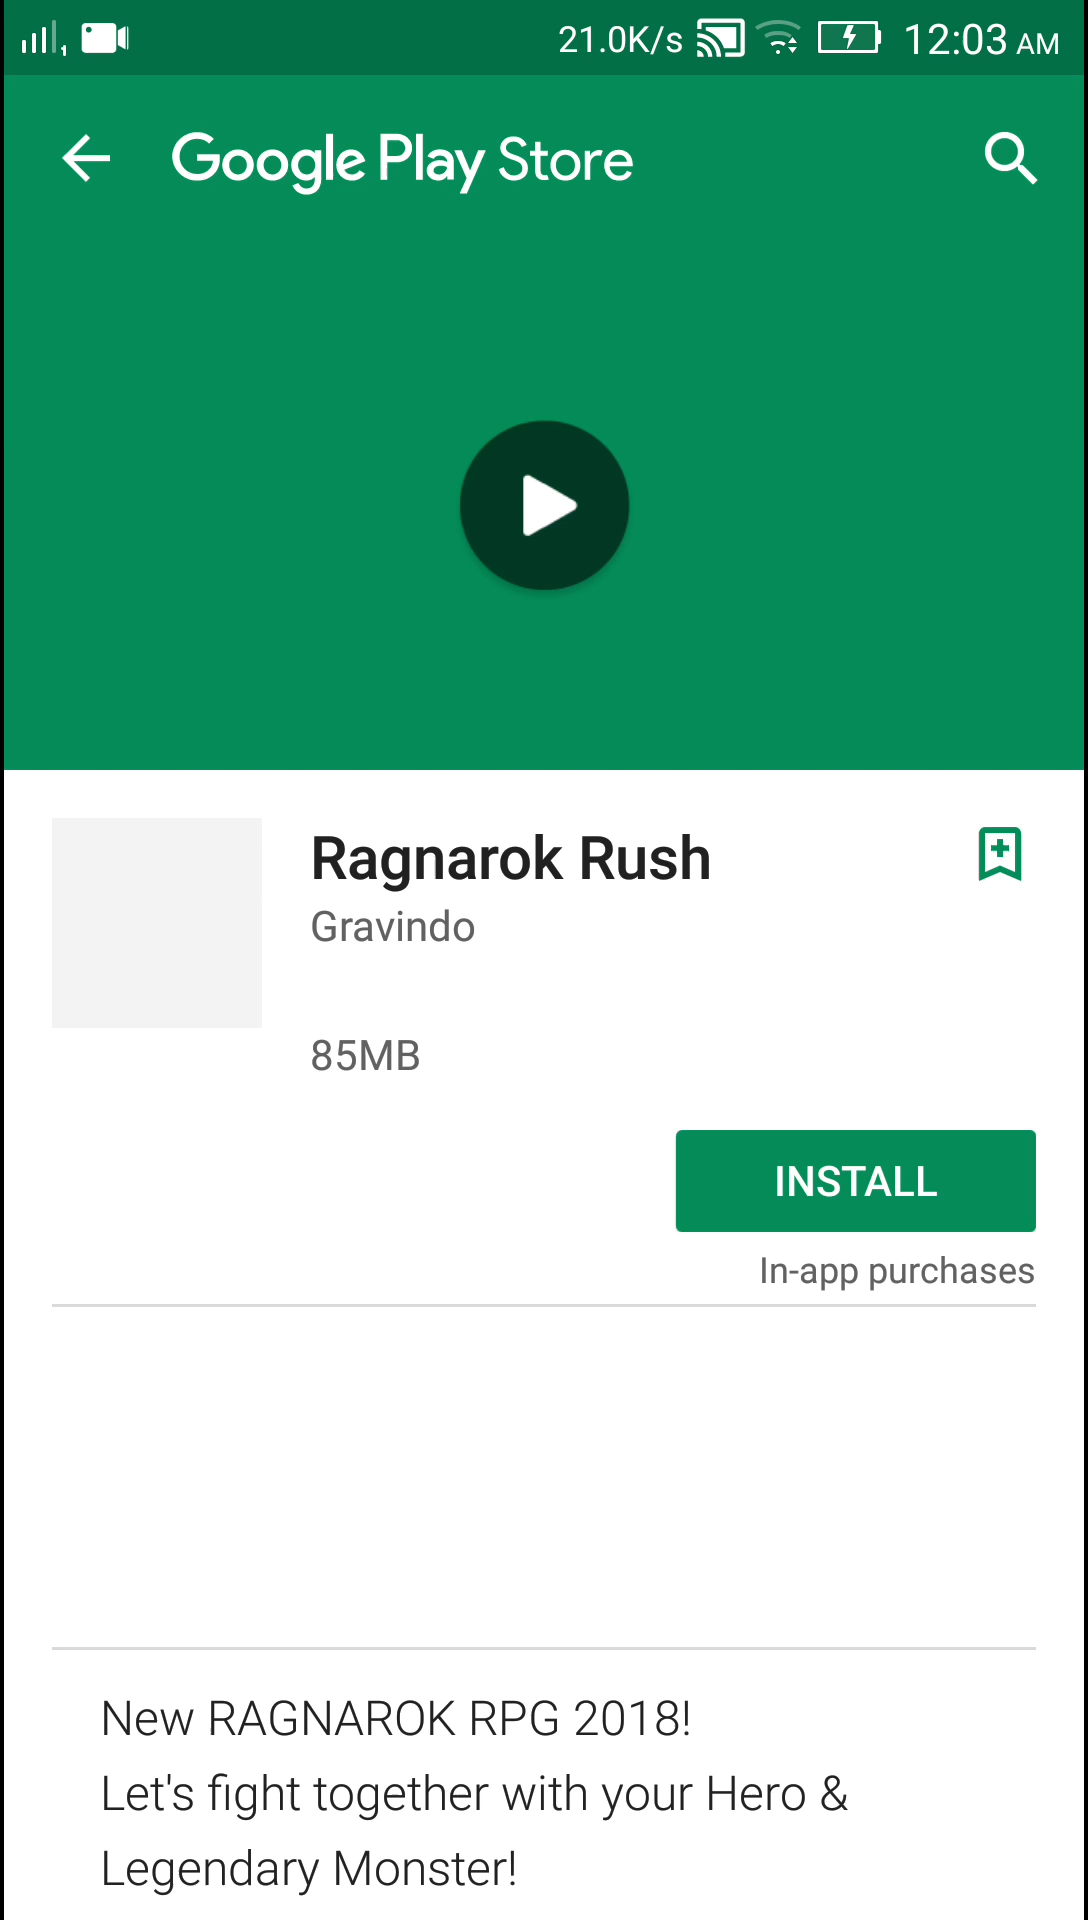 21.0K/s 12:03 AM
Google Play Store
Ragnarok Rush
Gravindo
85MB
INSTALL
In-app purchases
New RAGNAROK RPG 2018!
Let's fight together with your Hero &
Legendary Monster!